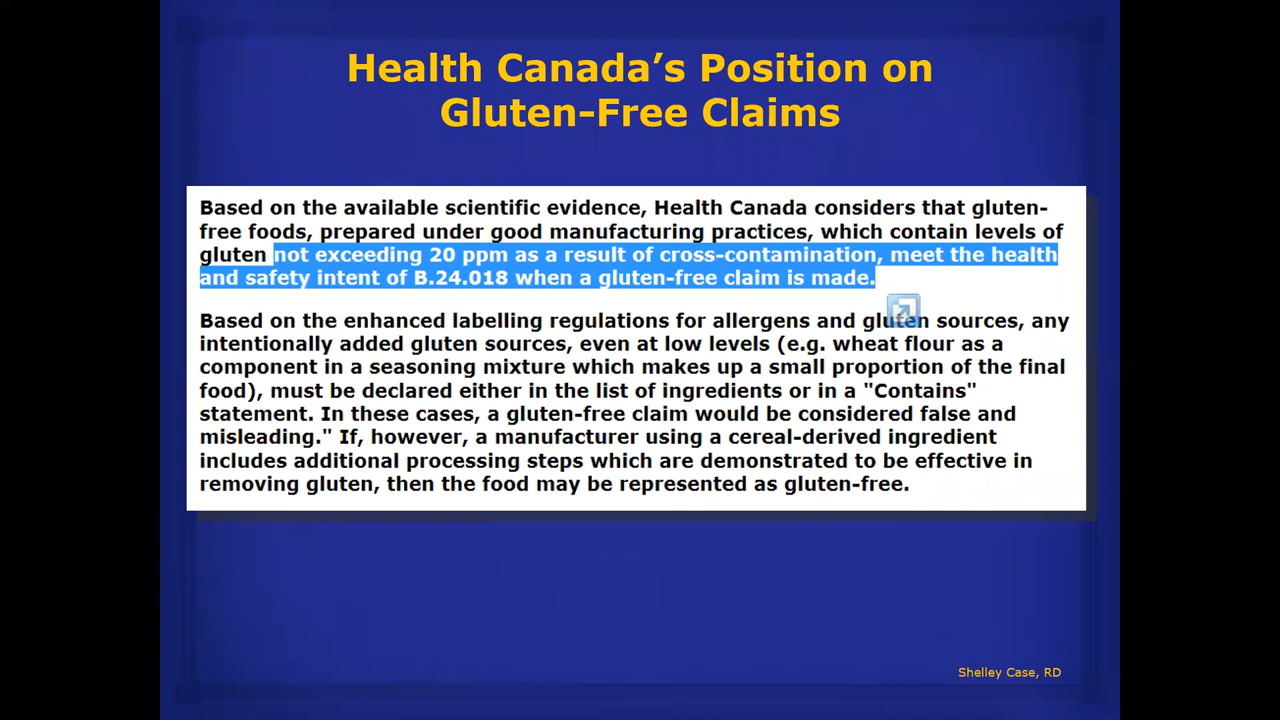 Health Canada’s Position on
Gluten-Free Claims
Based on the available scientific evidence, Health Canada considers that gluten-
free foods, prepared under good manufacturing practices, which contain levels of
gluten not exceeding 20 ppm as a result of cross-contamination, meet the health
and safety intent of B.24.018 when a gluten-free claim is made.
Based on the enhanced labelling regulations for allergens and gluten sources, any
intentionally added gluten sources, even at low levels (e.g. wheat flour as a
component in a seasoning mixture which makes up a small proportion of the final
food), must be declared either in the list of ingredients or in a "Contains"
statement. In these cases, a gluten-free claim would be considered false and
misleading." If, however, a manufacturer using a cereal-derived ingredient
includes additional processing steps which are demonstrated to be effective in
removing gluten, then the food may be represented as gluten-free.
Shelley Case, RD